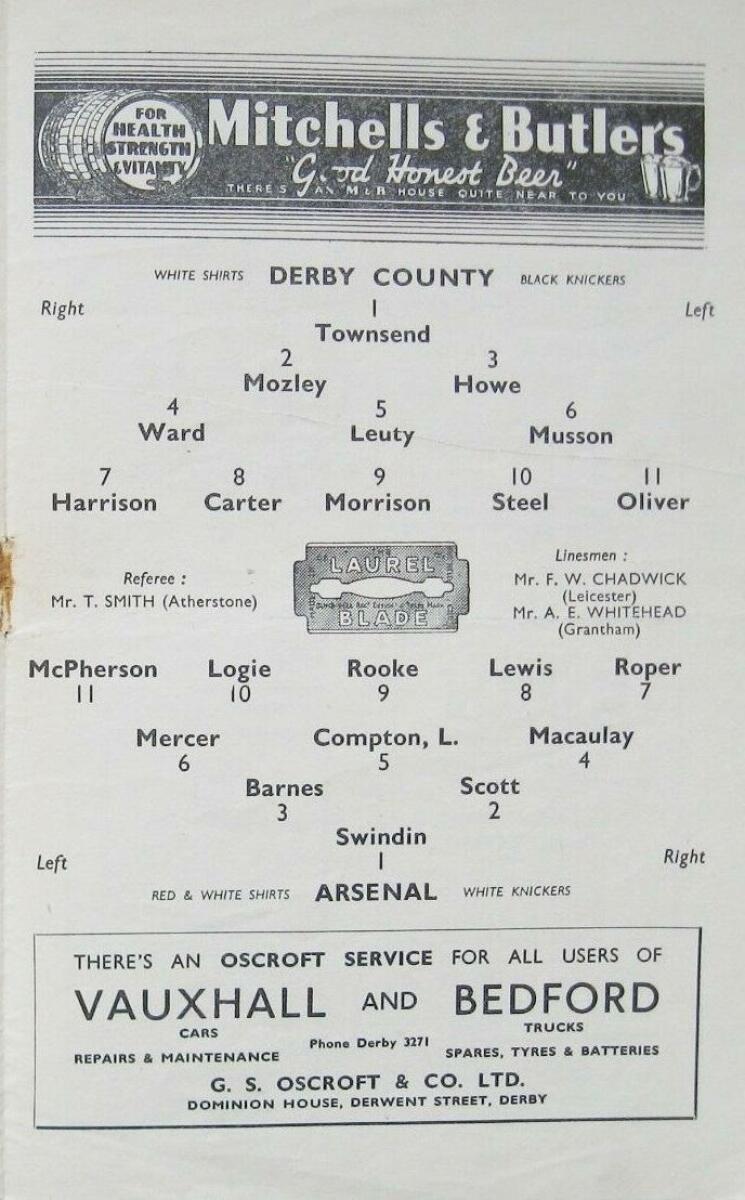 FOR
HEALTH
STRENGTH
& VITALITY
Mitchells & Butler's
"Good Honest Beer"
THERE'S AN M & B HOUSE QUITE NEAR TO YOU
WHITE SHIRTS DERBY COUNTY BLACK KNICKERS
Right Left
1
Townsend
2 3
Mozley Howe
4 5 6
Ward Leuty Musson
7 8 9 10 11
Harrison Carter Morrison Steel Oliver
Referee :
Mr. T. SMITH (Atherstone)
THE
LAUREL
BLADE
Linesmen :
Mr. F. W. CHADWICK
(Leicester)
Mr. A. E. WHITEHEAD
(Grantham)
McPherson Logie Rooke Lewis Roper
11 10 9 8 7
Mercer Compton, L. Macaulay
6 5 4
Barnes Scott
3 2
Swindin
1
Left Right
RED & WHITE SHIRTS ARSENAL WHITE KNICKERS
THERE'S AN OSCROFT SERVICE FOR ALL USERS OF
VAUXHALL AND BEDFORD
CARS TRUCKS
REPAIRS & MAINTENANCE Phone Derby 3271 SPARES, TYRES & BATTERIES
G. S. OSCROFT & CO. LTD.
DOMINION HOUSE, DERWENT STREET, DERBY